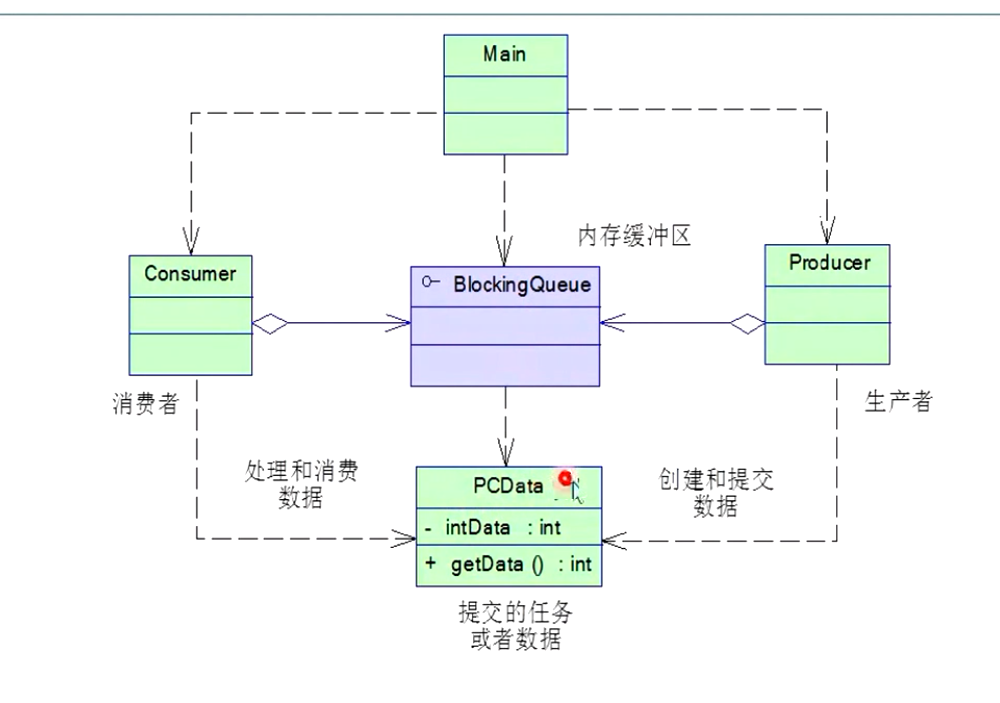 Main
内存缓冲区
Consumer
BlockingQueue
Producer
消费者
生产者
处理和消费
数据
PCData
创建和提交
数据
- intData : int
+ getData () : int
提交的任务
或者数据